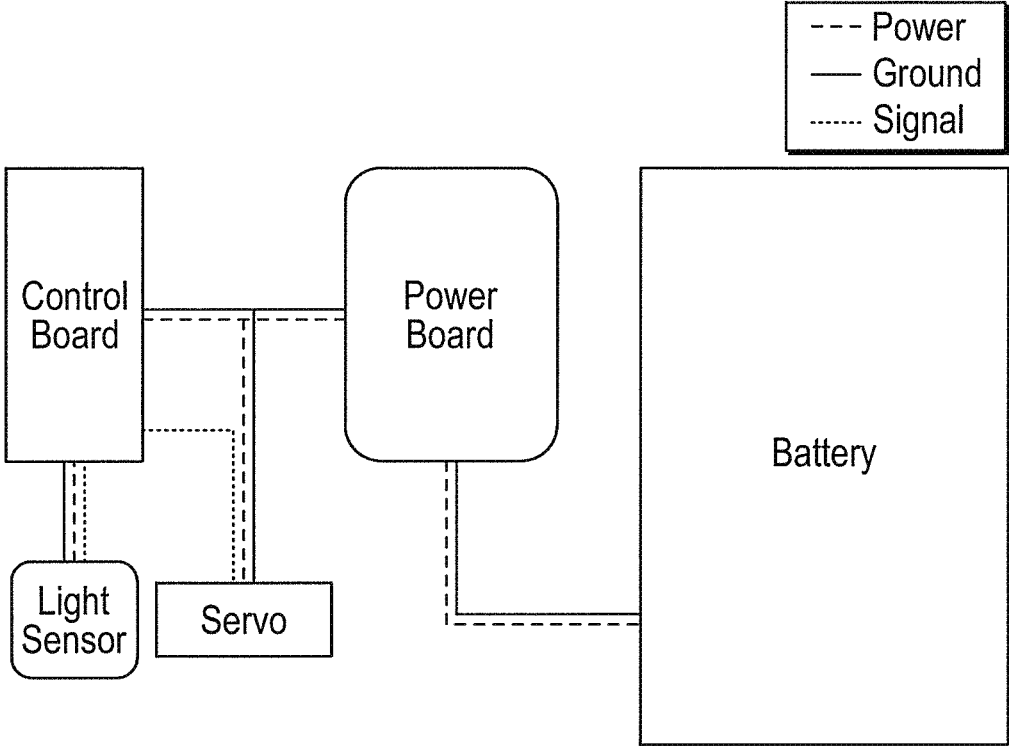 Power
Ground
Signal
Control
Board
Power
Board
Battery
Light
Sensor
Servo